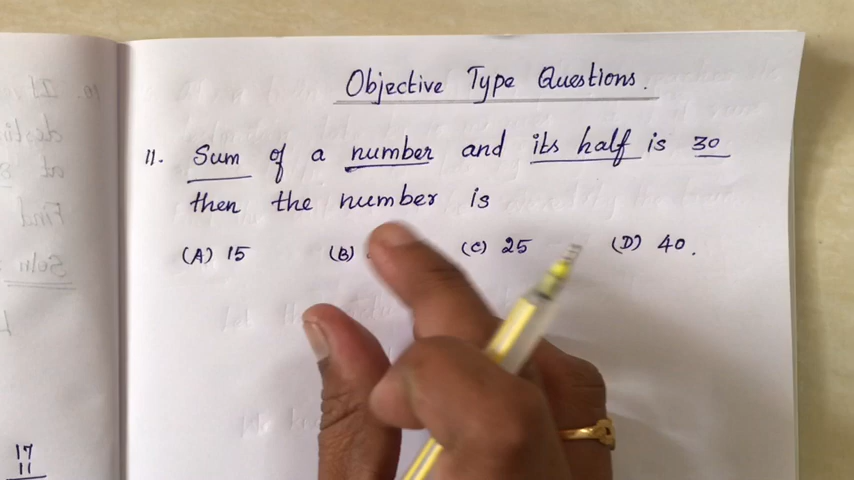 Objective Type Questions.
11. Sum of a number and its half is 30
then the number is
(A) 15 (B) (C) 25 (D) 40.
17
11